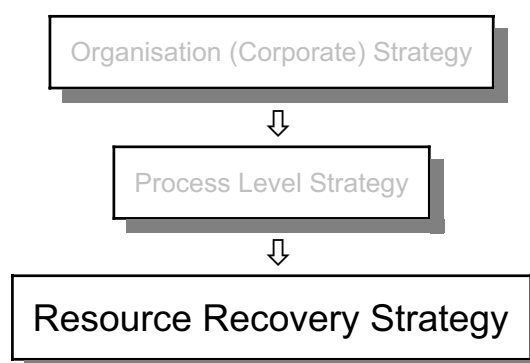 Organisation (Corporate) Strategy
Process Level Strategy
Resource Recovery Strategy